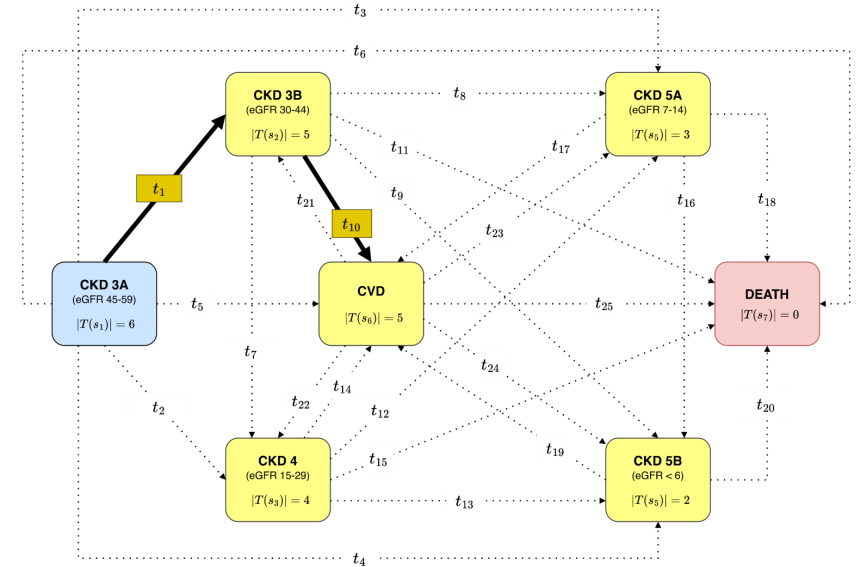 t₃
t₆
CKD 3B
(eGFR 30-44)
|T(s₂)| = 5
t₈
CKD 5A
(eGFR 7-14)
|T(s₅)| = 3
t₁₁
t₁₇
t₁
t₂₁
t₉
t₁₆
t₁₈
t₁₀
t₂₃
CKD 3A
(eGFR 45-59)
|T(s₁)| = 6
t₅
CVD
|T(s₆)| = 5
t₂₅
DEATH
|T(s₇)| = 0
t₇
t₂₄
t₁₄
t₂₂
t₂
t₁₂
t₂₀
t₁₅
t₁₉
CKD 4
(eGFR 15-29)
|T(s₃)| = 4
t₁₃
CKD 5B
(eGFR < 6)
|T(s₅)| = 2
t₄